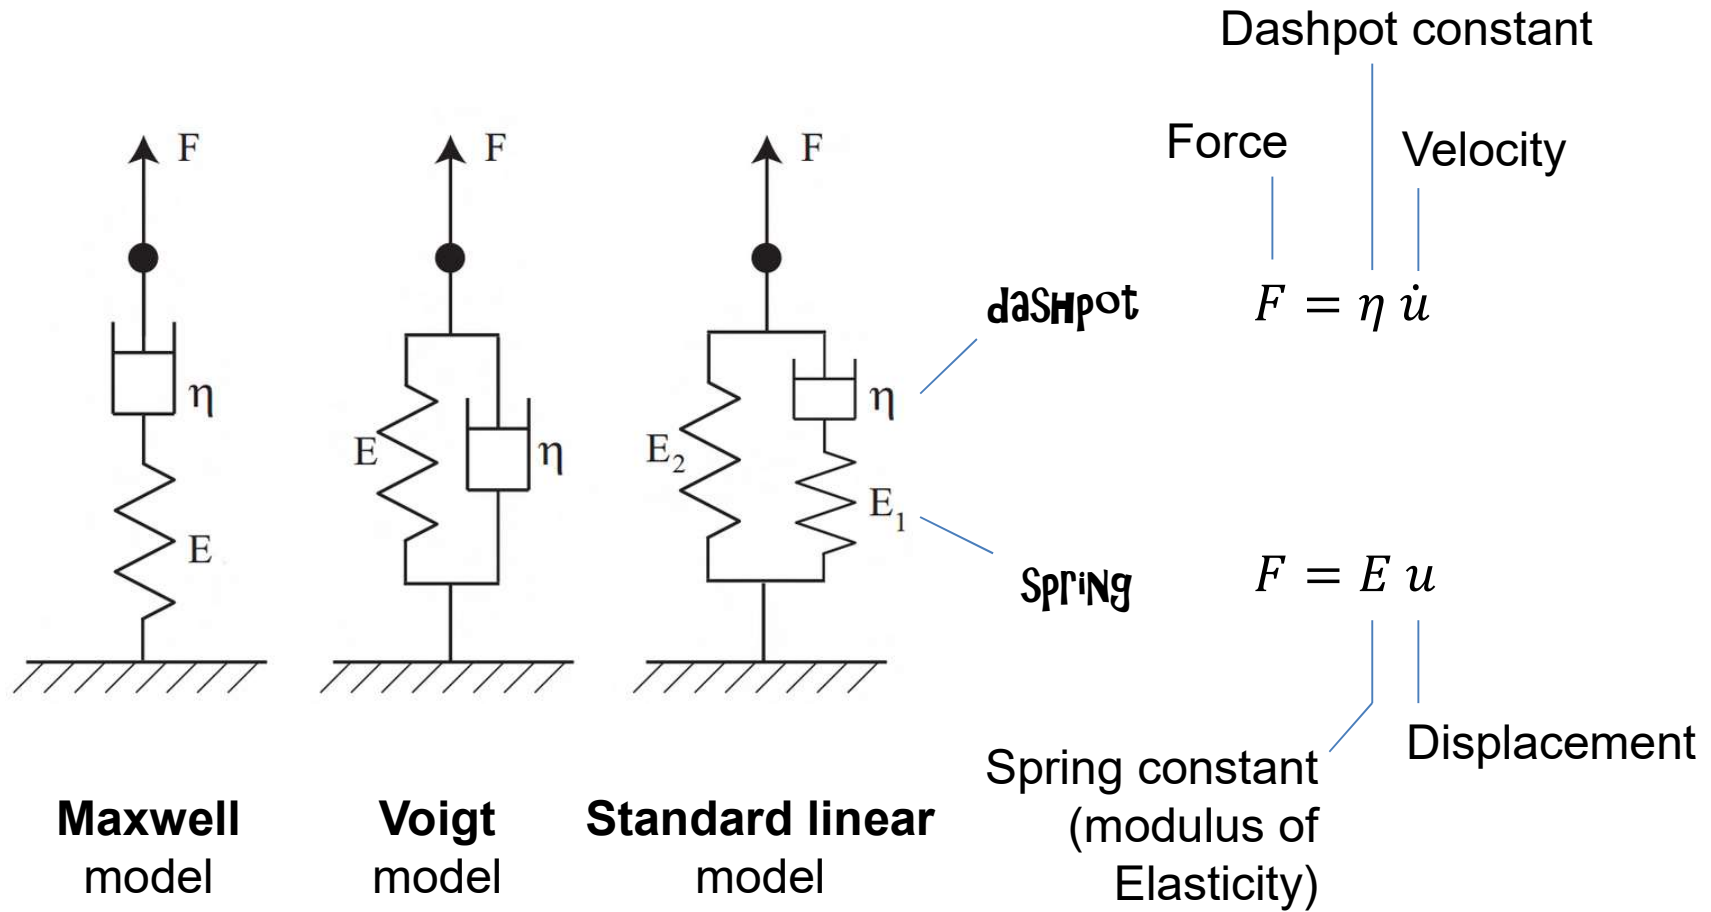 Dashpot constant
Force
Velocity
F
F
F
dasHpot
F = η u̇
η
E
E
η
E₂
η
E₁
spriNg
F = E u
Maxwell
model
Voigt
model
Standard linear
model
Spring constant
(modulus of
Elasticity)
Displacement